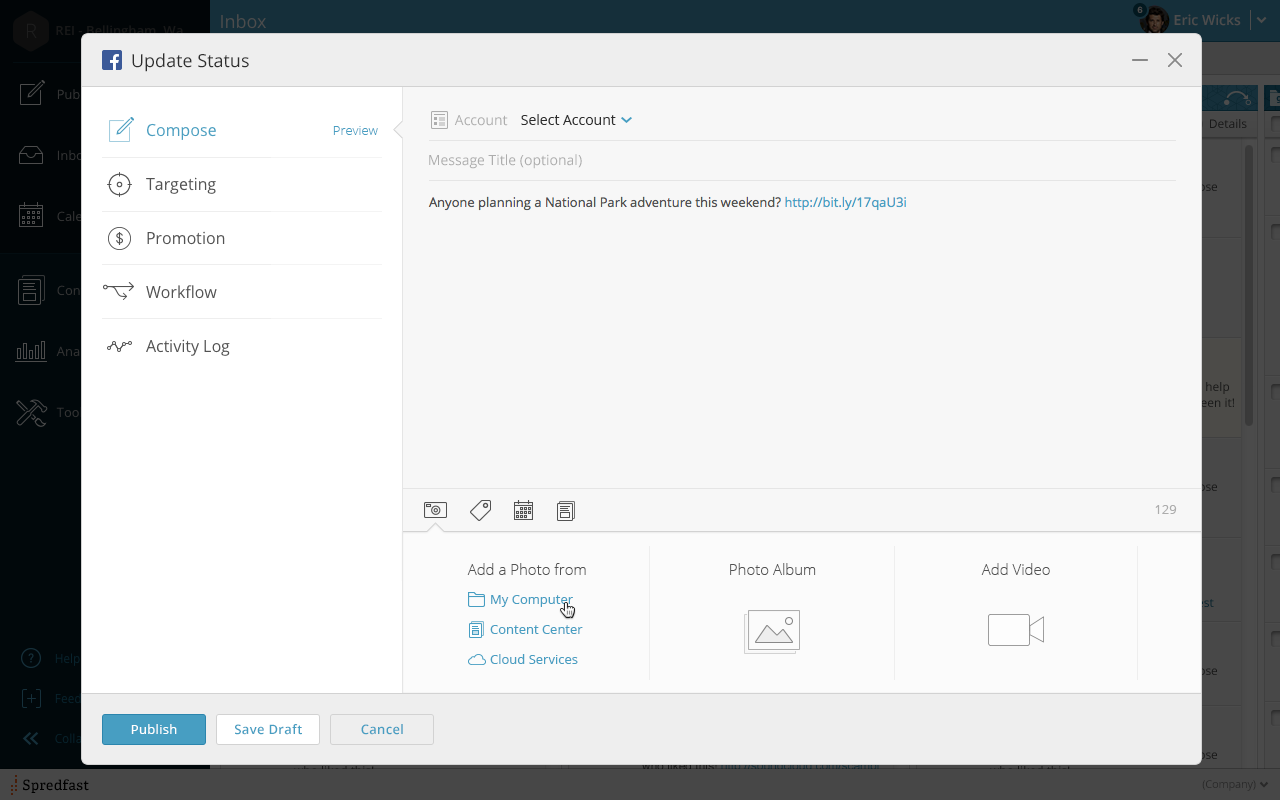 R REI - Bellingham, Wa
Inbox
6
Eric Wicks
Update Status
Compose
Preview
Targeting
Promotion
Workflow
Activity Log
Account Select Account
Message Title (optional)
Anyone planning a National Park adventure this weekend? http://bit.ly/17qaU3i
129
Add a Photo from
My Computer
Content Center
Cloud Services
Photo Album
Add Video
Publish
Save Draft
Cancel
Details
help
Help
Spredfast
(Company)